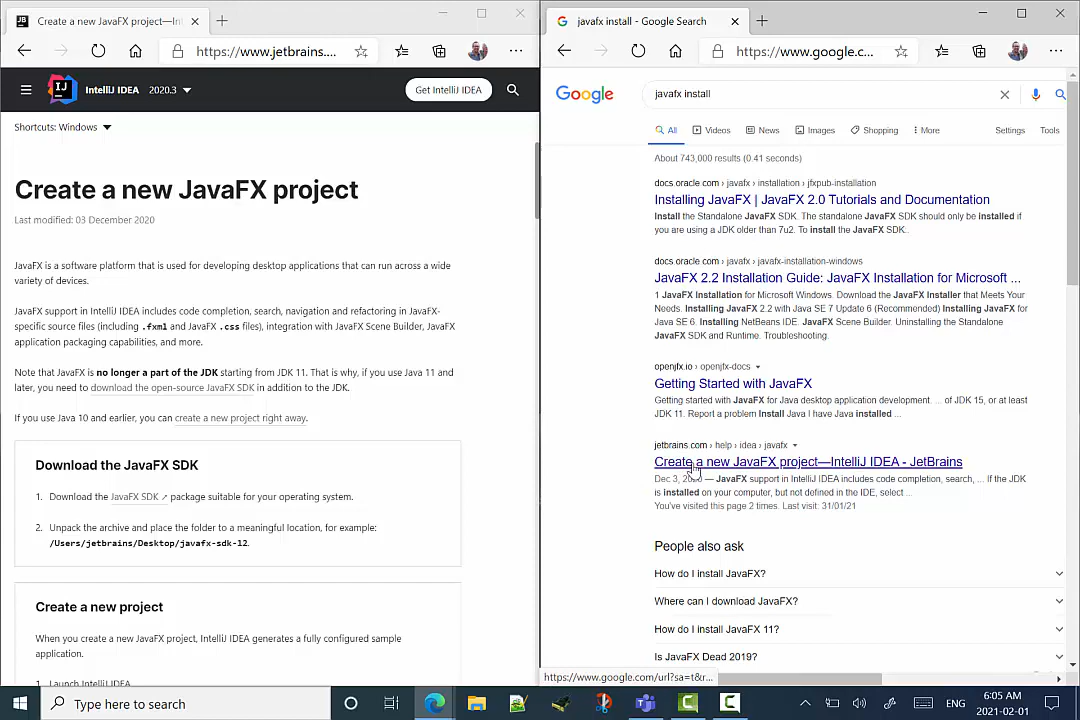 Create a new JavaFX project—Int
https://www.jetbrains....
IntelliJ IDEA
2020.3
Get IntelliJ IDEA
Shortcuts: Windows
Create a new JavaFX project
Last modified: 03 December 2020
JavaFX is a software platform that is used for developing desktop applications that can run across a wide
variety of devices.
JavaFX support in IntelliJ IDEA includes code completion, search, navigation and refactoring in JavaFX-
specific source files (including .fxml and JavaFX .css files), integration with JavaFX Scene Builder, JavaFX
application packaging capabilities, and more.
Note that JavaFX is no longer a part of the JDK starting from JDK 11. That is why, if you use Java 11 and
later, you need to download the open-source JavaFX SDK in addition to the JDK.
If you use Java 10 and earlier, you can create a new project right away.
Download the JavaFX SDK
1. Download the JavaFX SDK ↗ package suitable for your operating system.
2. Unpack the archive and place the folder to a meaningful location, for example:
/Users/jetbrains/Desktop/javafx-sdk-12.
Create a new project
When you create a new JavaFX project, IntelliJ IDEA generates a fully configured sample
application.
1. Launch IntelliJ IDEA.
javafx install - Google Search
https://www.google.c...
Google
javafx install
All
Videos
News
Images
Shopping
More
Settings
Tools
About 743,000 results (0.41 seconds)
docs.oracle.com › javafx › installation › jfxpub-installation
Installing JavaFX | JavaFX 2.0 Tutorials and Documentation
Install the Standalone JavaFX SDK. The standalone JavaFX SDK should only be installed if
you are using a JDK older than 7u2. To install the JavaFX SDK..
docs.oracle.com › javafx › javafx-installation-windows
JavaFX 2.2 Installation Guide: JavaFX Installation for Microsoft ...
1 JavaFX Installation for Microsoft Windows. Download the JavaFX Installer that Meets Your
Needs. Installing JavaFX 2.2 with Java SE 7 Update 6 (Recommended) Installing JavaFX for
Java SE 6. Installing NetBeans IDE. JavaFX Scene Builder. Uninstalling the Standalone
JavaFX SDK and Runtime. Troubleshooting.
openjfx.io › openjfx-docs
Getting Started with JavaFX
Getting started with JavaFX for Java desktop application development. ... of JDK 15, or at least
JDK 11. Report a problem Install Java I have Java installed ...
jetbrains.com › help › idea › javafx
Create a new JavaFX project—IntelliJ IDEA - JetBrains
Dec 3, 2020 — JavaFX support in IntelliJ IDEA includes code completion, search, ... If the JDK
is installed on your computer, but not defined in the IDE, select ...
You've visited this page 2 times. Last visit: 31/01/21
People also ask
How do I install JavaFX?
Where can I download JavaFX?
How do I install JavaFX 11?
Is JavaFX Dead 2019?
https://www.google.com/url?sa=t&r...
Type here to search
ENG
6:05 AM
2021-02-01